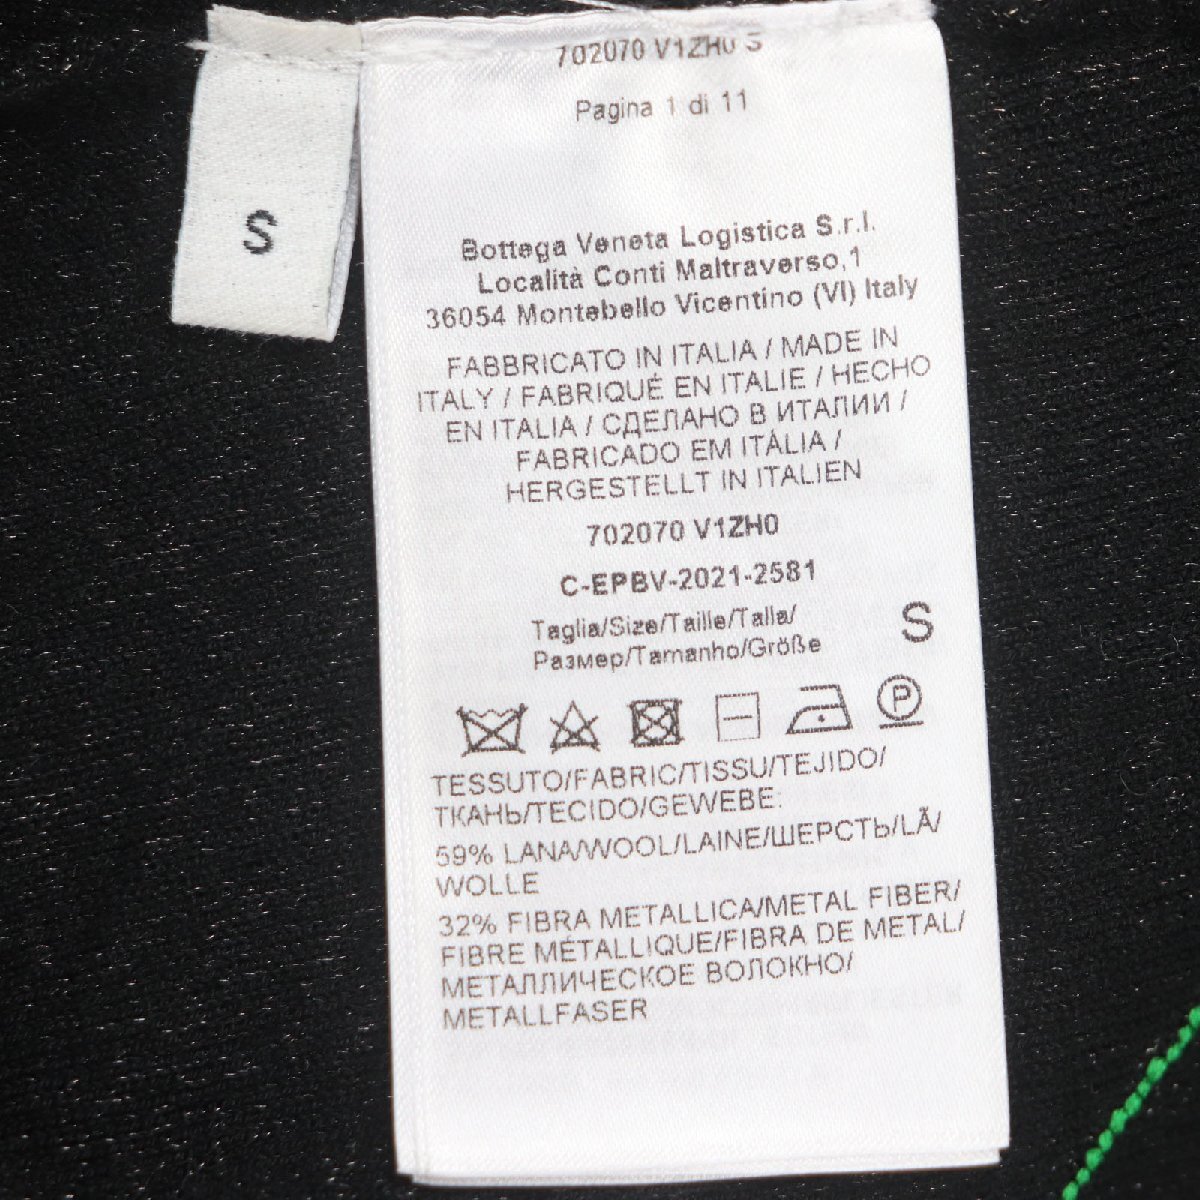 702070 V1ZH0 S
Pagina 1 di 11
S
Bottega Veneta Logistica S.r.l.
Località Conti Maltraverso,1
36054 Montebello Vicentino (VI) Italy
FABBRICATO IN ITALIA / MADE IN
ITALY / FABRIQUÉ EN ITALIE / HECHO
EN ITALIA / СДЕЛАНО В ИТАЛИИ /
FABRICADO EM ITÁLIA /
HERGESTELLT IN ITALIEN
702070 V1ZH0
C-EPBV-2021-2581
Taglia/Size/Taille/Talla/
Размер/Tamanho/Größe
S
P
TESSUTO/FABRIC/TISSU/TEJIDO/
ТКАНЬ/TECIDO/GEWEBE:
59% LANA/WOOL/LAINE/ШЕРСТЬ/LÃ/
WOLLE
32% FIBRA METALLICA/METAL FIBER/
FIBRE MÉTALLIQUE/FIBRA DE METAL/
МЕТАЛЛИЧЕСКОЕ ВОЛОКНО/
METALLFASER